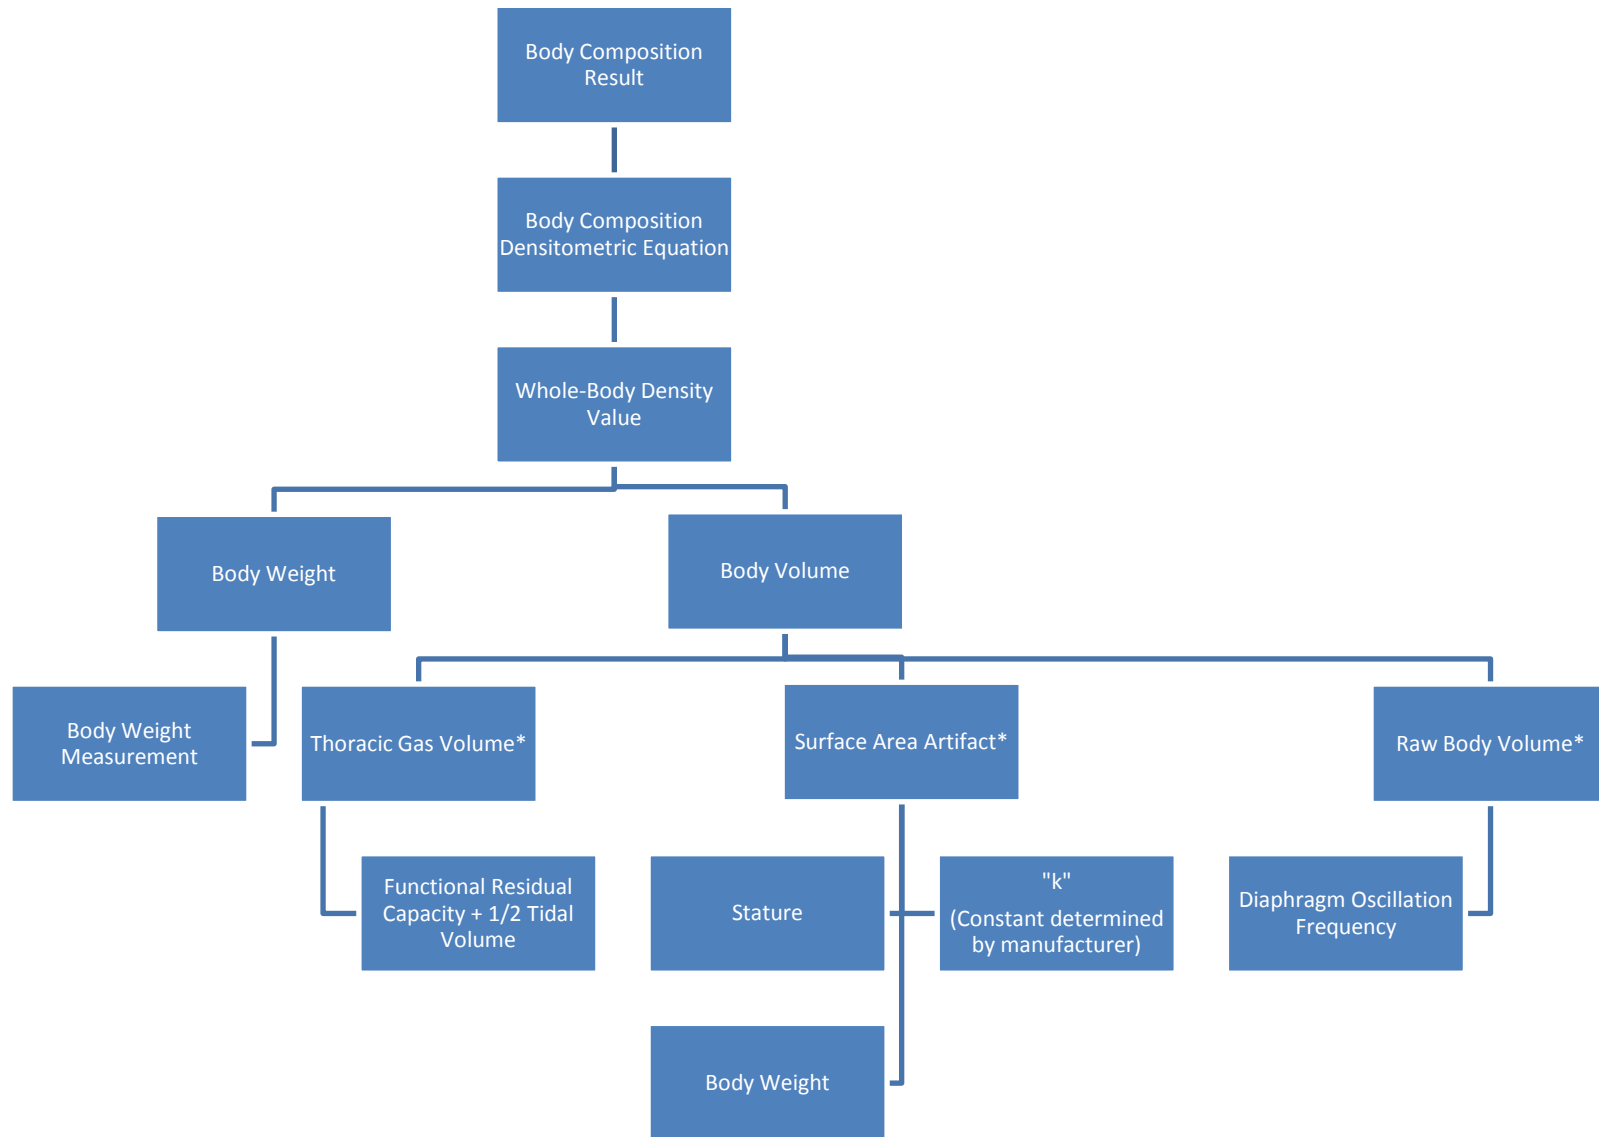 Body Composition
Result
Body Composition
Densitometric Equation
Whole-Body Density
Value
Body Weight
Body Volume
Body Weight
Measurement
Thoracic Gas Volume*
Surface Area Artifact*
Raw Body Volume*
Functional Residual
Capacity + 1/2 Tidal
Volume
Stature
"k"
(Constant determined
by manufacturer)
Diaphragm Oscillation
Frequency
Body Weight